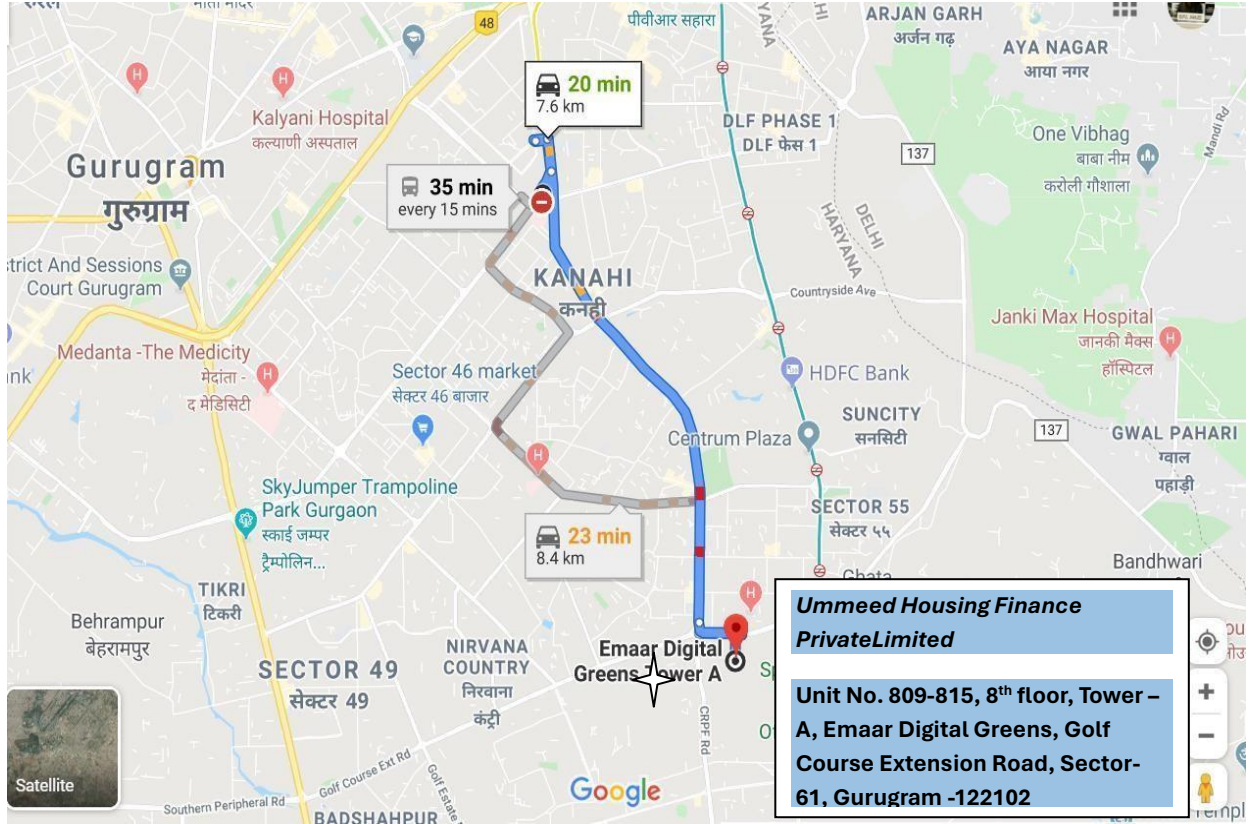 मातृ मंदिर
48
पीवीआर सहारा
ARJAN GARH
अर्जन गढ़
AYA NAGAR
आया नगर
Mandi Rd
20 min
7.6 km
Kalyani Hospital
कल्याणी अस्पताल
DLF PHASE 1
DLF फेस 1
137
One Vibhag
बाबा नीम
करोली गौशाला
Gurugram
गुरुग्राम
35 min
every 15 mins
DELHI
HARYANA
strict And Sessions
Court Gurugram
KANAHI
कनही
Countryside Ave
Janki Max Hospital
जानकी मैक्स
हॉस्पिटल
Medanta -The Medicity
मेदांता -
द मेडिसिटी
Sector 46 market
सेक्टर 46 बाजार
HDFC Bank
SUNCITY
सनसिटी
137
GWAL PAHARI
ग्वाल
पहाड़ी
Centrum Plaza
SkyJumper Trampoline
Park Gurgaon
स्काई जम्पर
ट्रैम्पोलिन...
23 min
8.4 km
SECTOR 55
सेक्टर ५५
Bandhwari
Ghata
TIKRI
टिकरी
Behrampur
बेहरामपुर
SECTOR 49
सेक्टर 49
NIRVANA
COUNTRY
निरवाना
कंट्री
Emaar Digital
Greens Tower A
CRPF Rd
Ummeed Housing Finance
PrivateLimited
Unit No. 809-815, 8th floor, Tower –
A, Emaar Digital Greens, Golf
Course Extension Road, Sector-
61, Gurugram -122102
Satellite
Golf Course Ext Rd
Golf Estate
Southern Peripheral Rd
BADSHAHPUR
Google